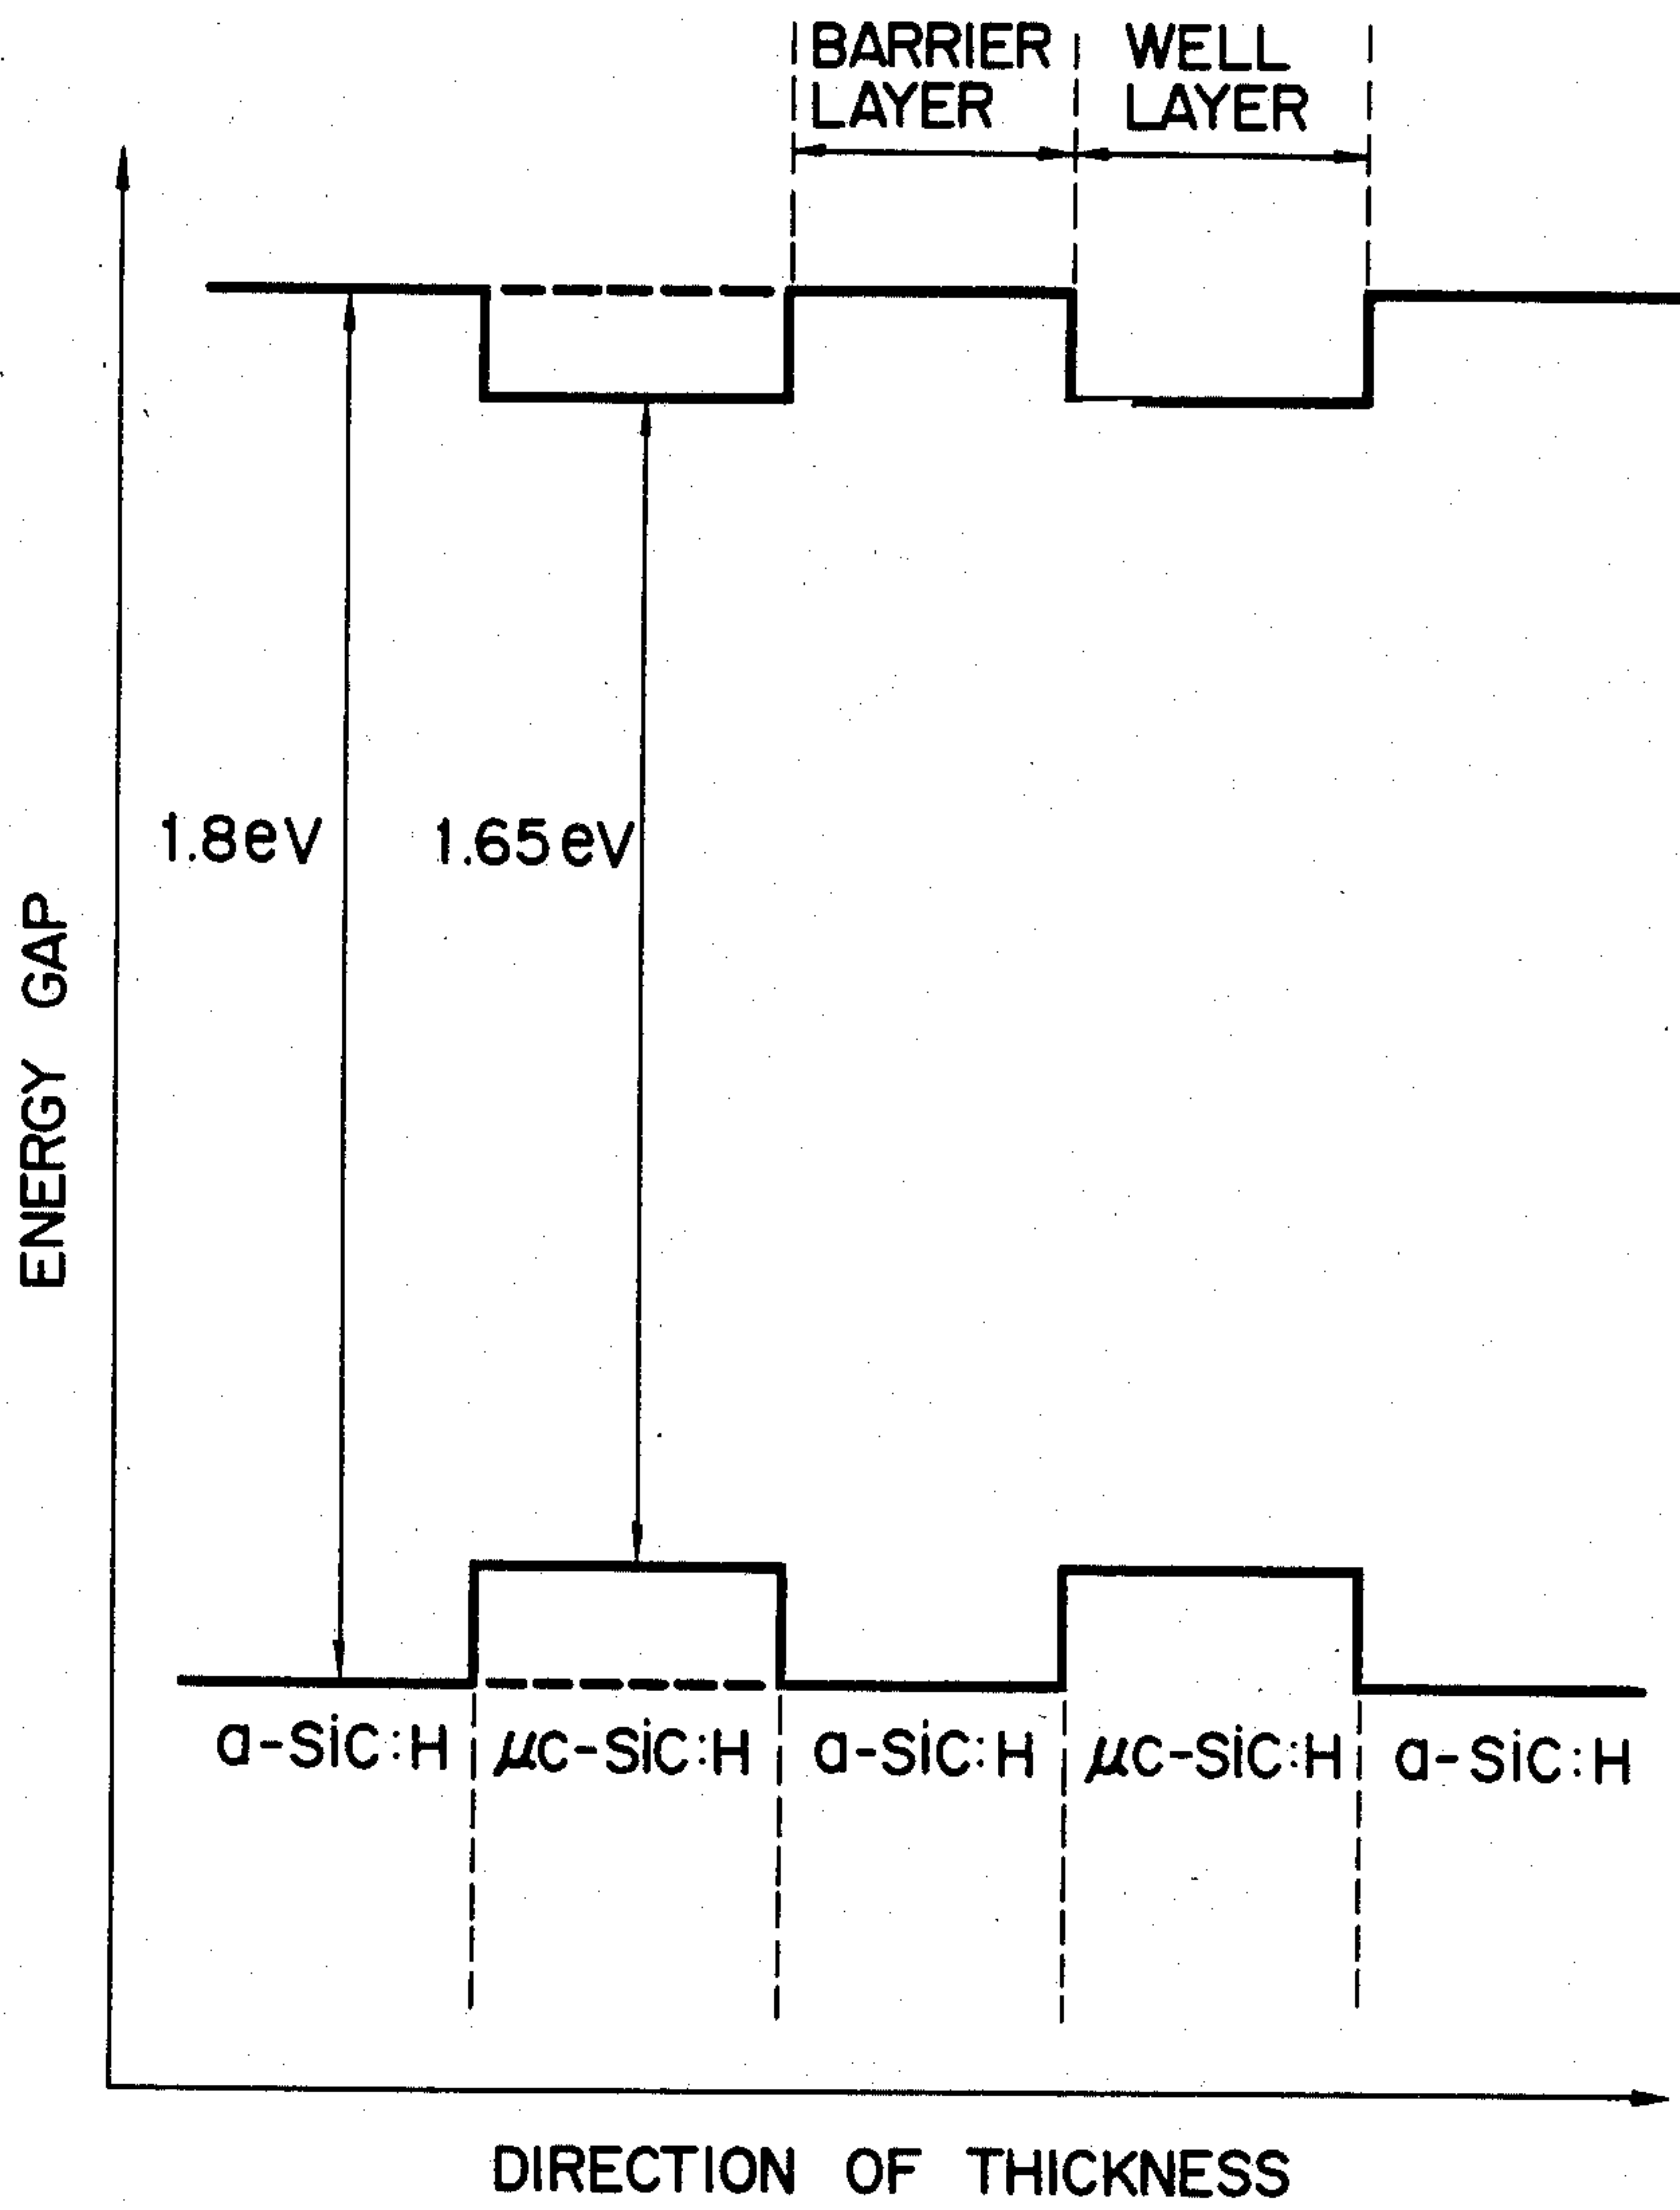 BARRIER
LAYER
WELL
LAYER
1.8eV
1.65eV
ENERGY GAP
a-SiC:H
μc-SiC:H
a-SiC:H
μc-SiC:H
a-SiC:H
DIRECTION OF THICKNESS